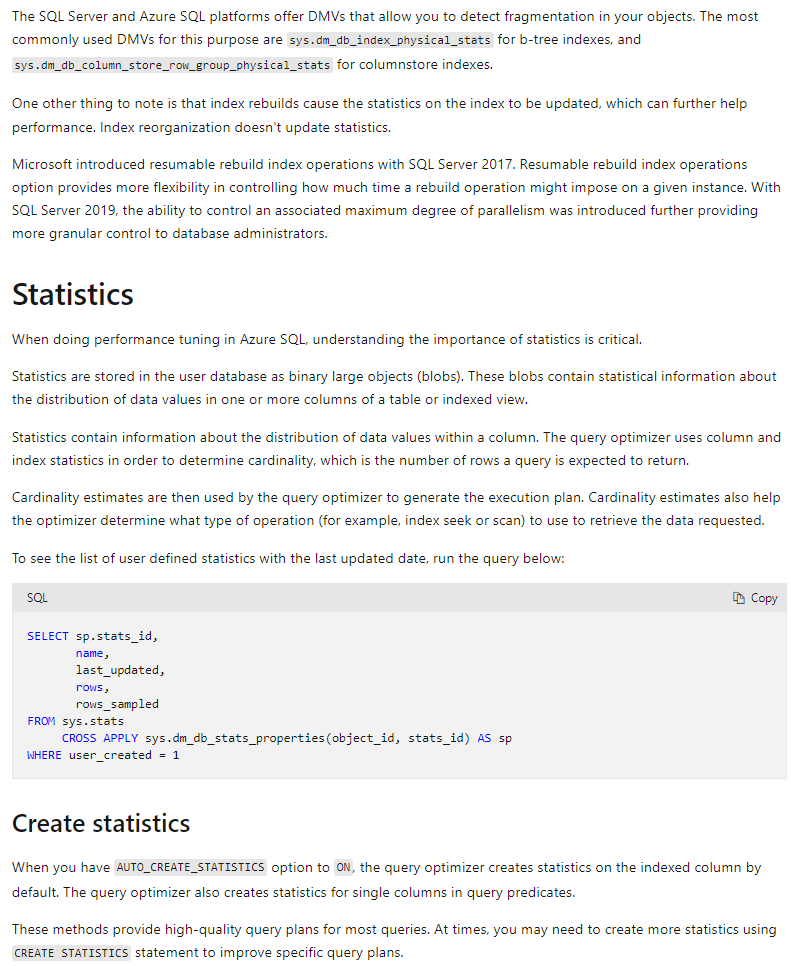 The SQL Server and Azure SQL platforms offer DMVs that allow you to detect fragmentation in your objects. The most
commonly used DMVs for this purpose are sys.dm_db_index_physical_stats for b-tree indexes, and
sys.dm_db_column_store_row_group_physical_stats for columnstore indexes.
One other thing to note is that index rebuilds cause the statistics on the index to be updated, which can further help
performance. Index reorganization doesn't update statistics.
Microsoft introduced resumable rebuild index operations with SQL Server 2017. Resumable rebuild index operations
option provides more flexibility in controlling how much time a rebuild operation might impose on a given instance. With
SQL Server 2019, the ability to control an associated maximum degree of parallelism was introduced further providing
more granular control to database administrators.
Statistics
When doing performance tuning in Azure SQL, understanding the importance of statistics is critical.
Statistics are stored in the user database as binary large objects (blobs). These blobs contain statistical information about
the distribution of data values in one or more columns of a table or indexed view.
Statistics contain information about the distribution of data values within a column. The query optimizer uses column and
index statistics in order to determine cardinality, which is the number of rows a query is expected to return.
Cardinality estimates are then used by the query optimizer to generate the execution plan. Cardinality estimates also help
the optimizer determine what type of operation (for example, index seek or scan) to use to retrieve the data requested.
To see the list of user defined statistics with the last updated date, run the query below:
SQL Copy
SELECT sp.stats_id,
name,
last_updated,
rows,
rows_sampled
FROM sys.stats
CROSS APPLY sys.dm_db_stats_properties(object_id, stats_id) AS sp
WHERE user_created = 1
Create statistics
When you have AUTO_CREATE_STATISTICS option to ON, the query optimizer creates statistics on the indexed column by
default. The query optimizer also creates statistics for single columns in query predicates.
These methods provide high-quality query plans for most queries. At times, you may need to create more statistics using
CREATE STATISTICS statement to improve specific query plans.